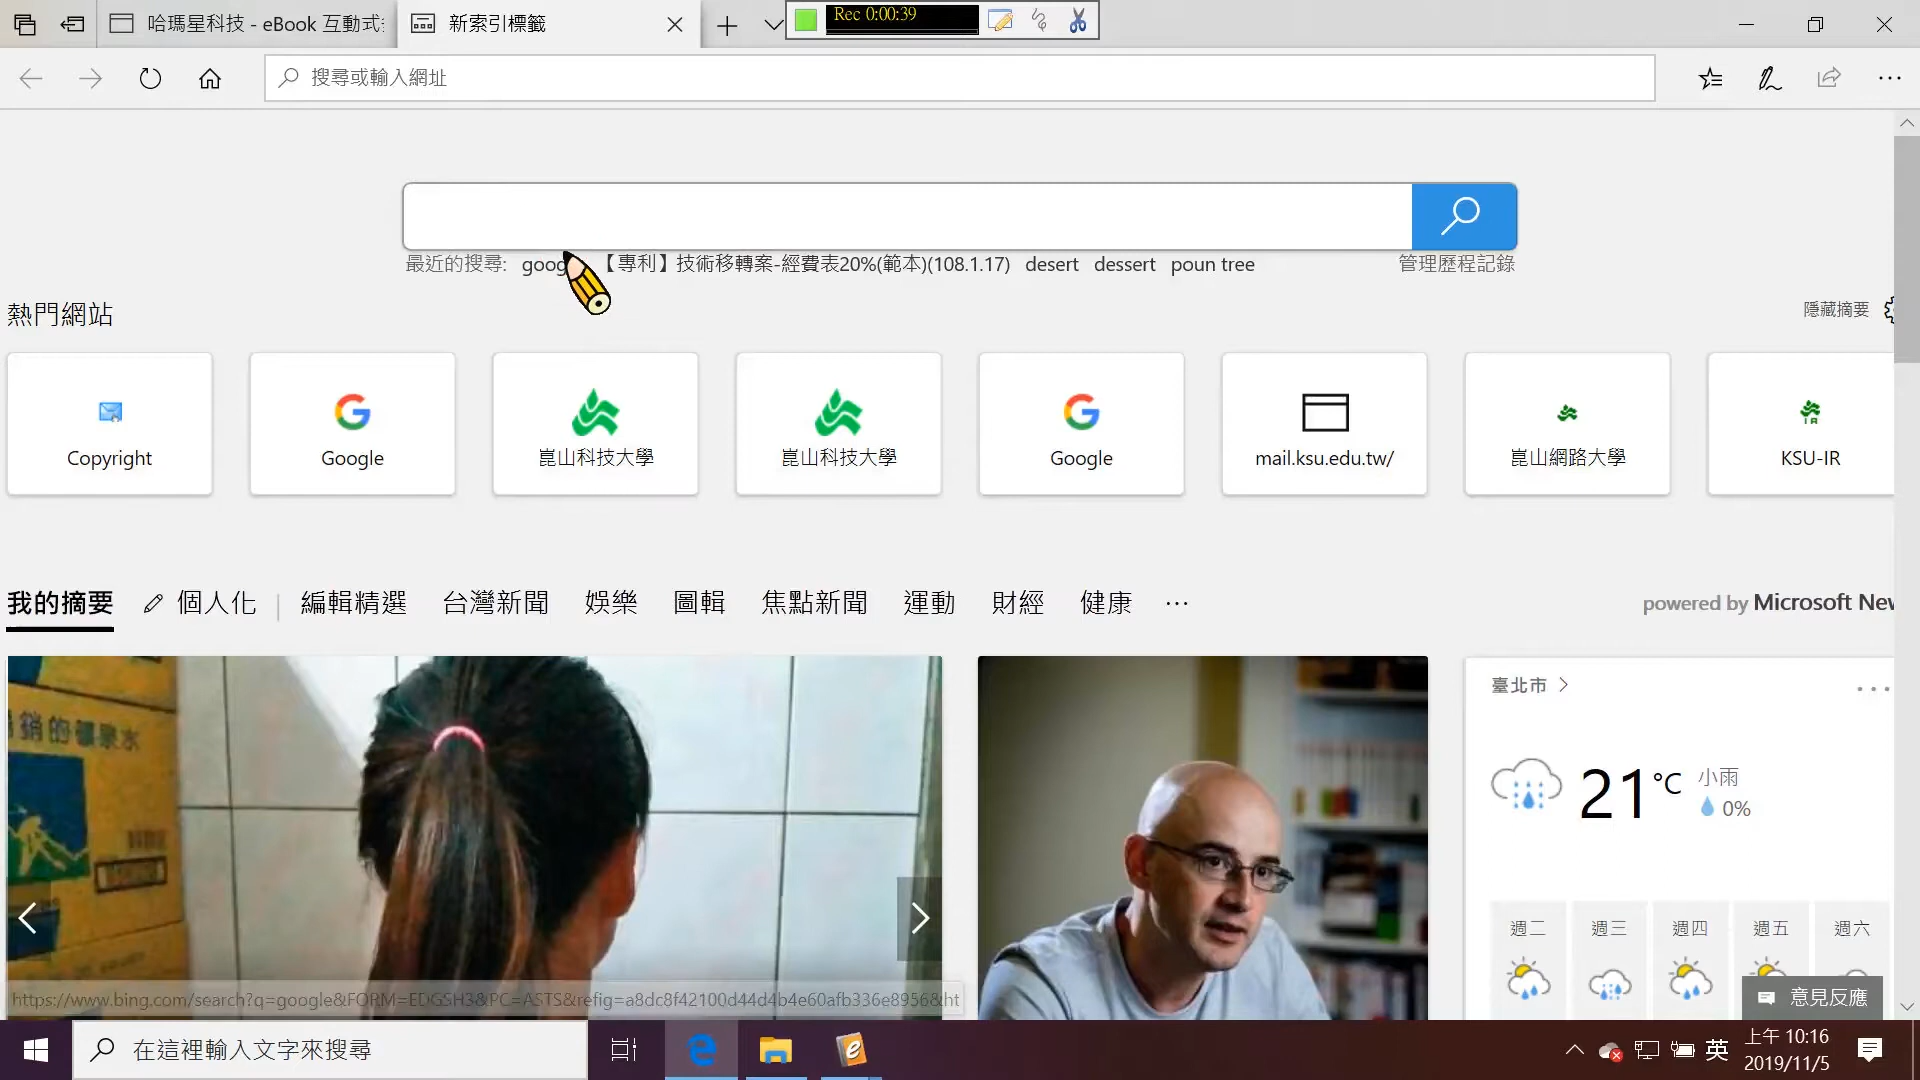 哈瑪星科技 - eBook 互動式
新索引標籤
Rec 0:00:39
搜尋或輸入網址
最近的搜尋: goog 【專利】技術移轉案-經費表20%(範本)(108.1.17) desert dessert poun tree 管理歷程記錄
熱門網站
隱藏摘要
Copyright
Google
崑山科技大學
崑山科技大學
Google
mail.ksu.edu.tw/
崑山網路大學
KSU-IR
我的摘要 個人化 | 編輯精選 台灣新聞 娛樂 圖輯 焦點新聞 運動 財經 健康 ...
powered by Microsoft New
臺北市
21°C 小雨
0%
週二 週三 週四 週五 週六
意見反應
https://www.bing.com/search?q=google&FORM=EDGSH3&PC=ASTS&refig=a8dc8f42100d44d4b4e60afb336e8956&ht
在這裡輸入文字來搜尋
英
上午 10:16
2019/11/5